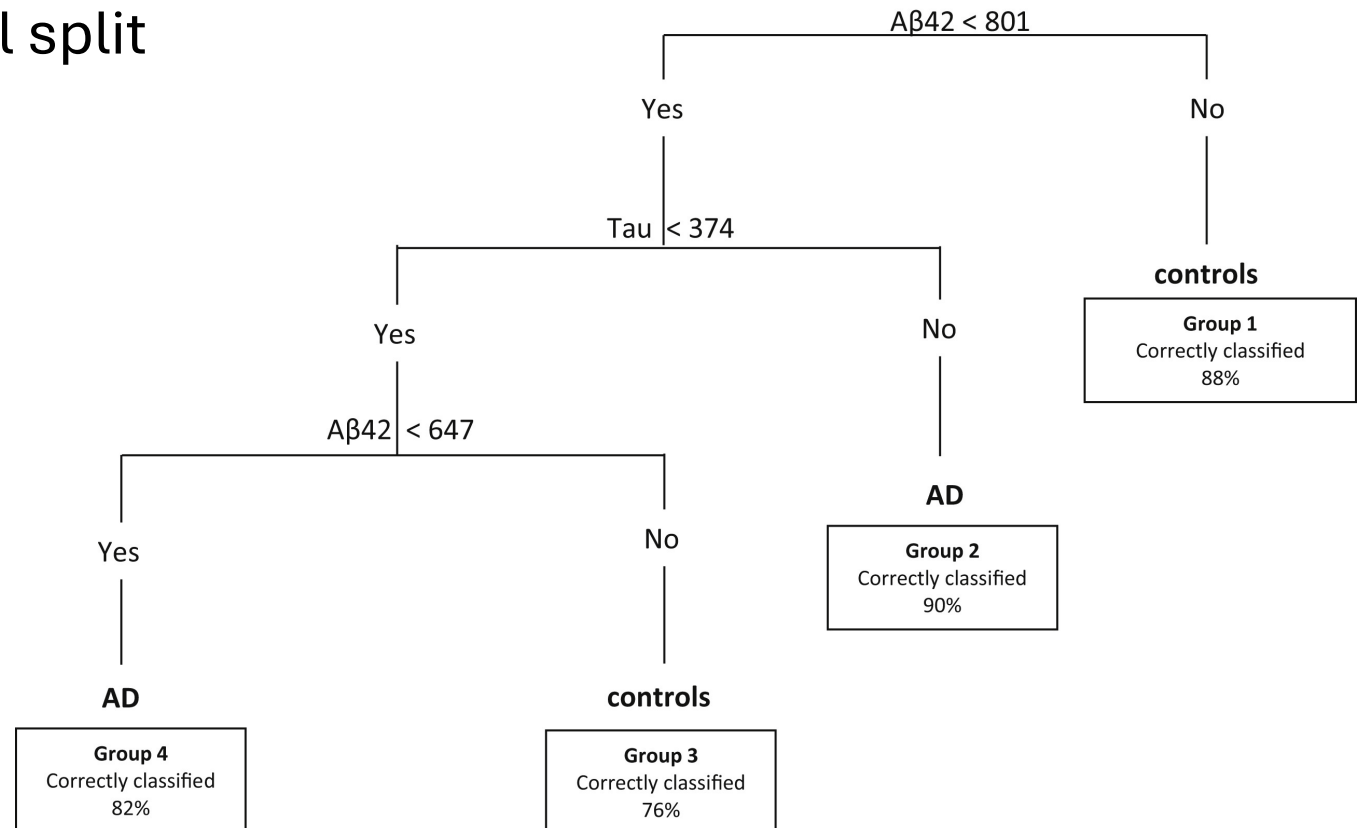 l split
Aβ42 < 801
Yes
No
Tau < 374
controls
Group 1
Correctly classified
88%
Yes
No
Aβ42 < 647
AD
Group 2
Correctly classified
90%
Yes
No
AD
controls
Group 4
Correctly classified
82%
Group 3
Correctly classified
76%